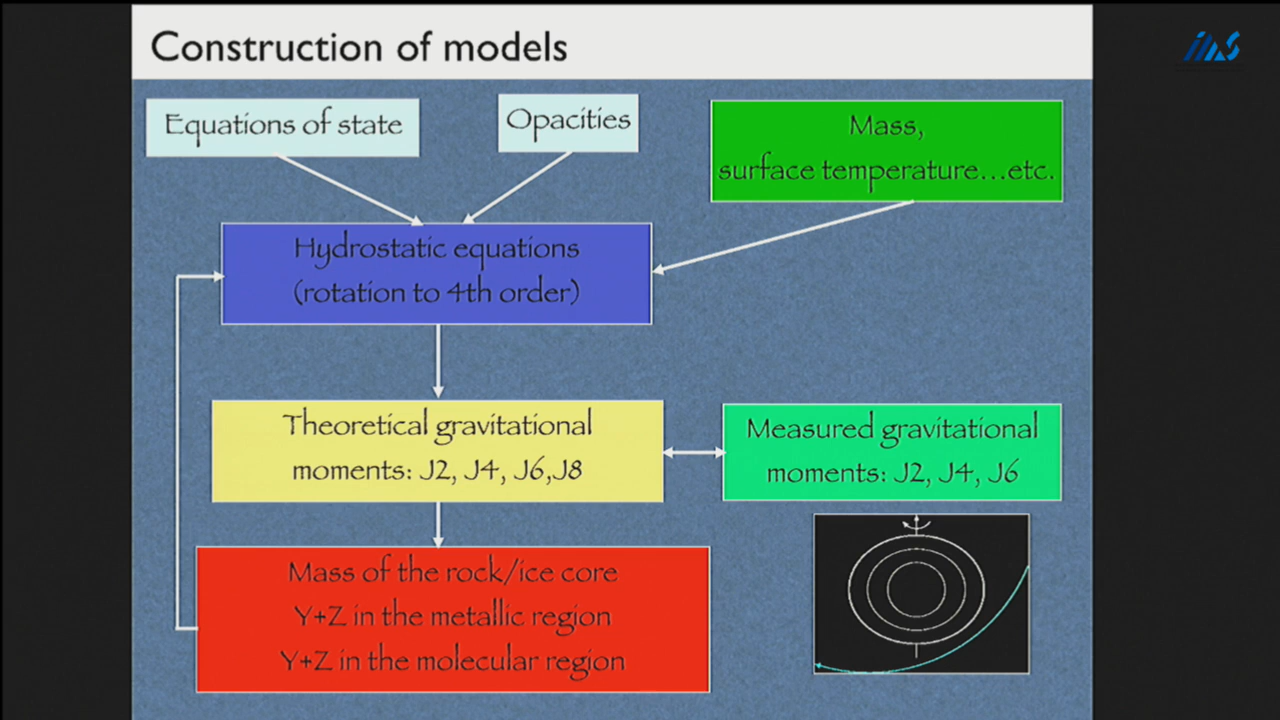 Construction of models
iiAS
Equations of state
Opacities
Mass,
surface temperature...etc.
Hydrostatic equations
(rotation to 4th order)
Theoretical gravitational
moments: J2, J4, J6,J8
Measured gravitational
moments: J2, J4, J6
Mass of the rock/ice core
Y+Z in the metallic region
Y+Z in the molecular region